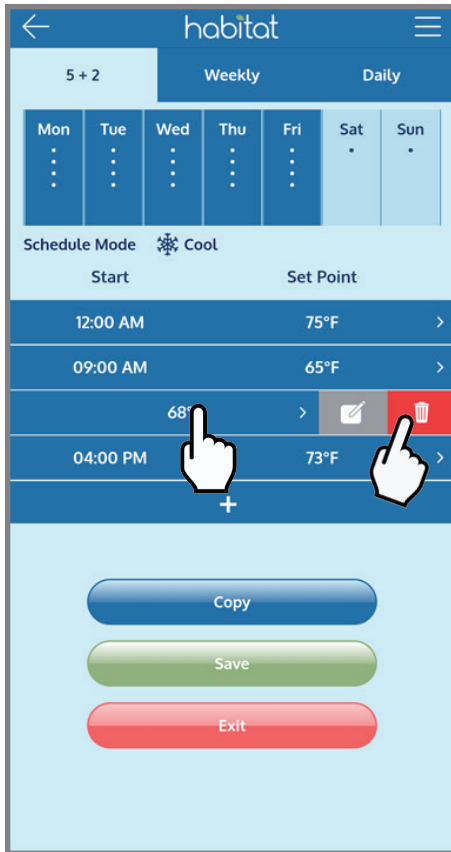 habitat
5 + 2 Weekly Daily
Mon Tue Wed Thu Fri Sat Sun
Schedule Mode Cool
Start Set Point
12:00 AM 75°F >
09:00 AM 65°F >
68° >
04:00 PM 73°F >
+
Copy
Save
Exit